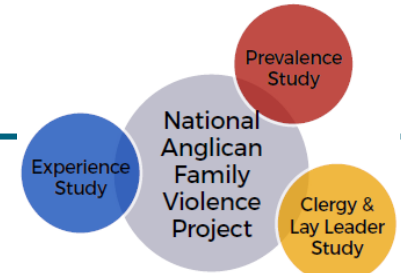 Prevalence
Study
National
Anglican
Family
Violence
Project
Experience
Study
Clergy &
Lay Leader
Study